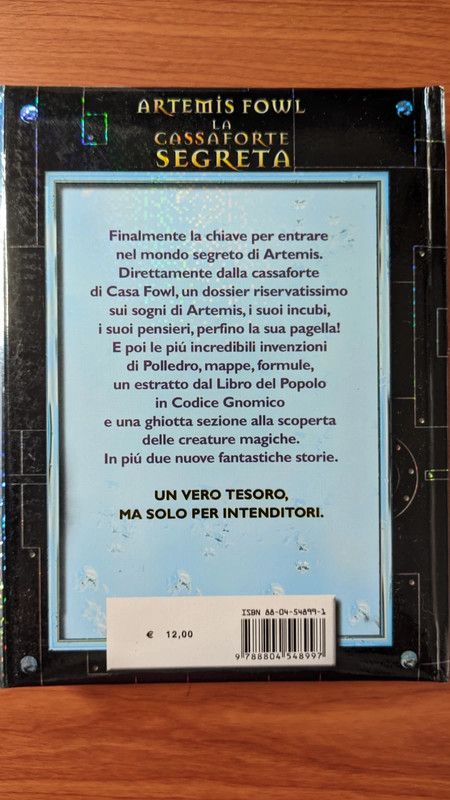 ARTEMIS FOWL
LA
CASSAFORTE
SEGRETA
Finalmente la chiave per entrare
nel mondo segreto di Artemis.
Direttamente dalla cassaforte
di Casa Fowl, un dossier riservatissimo
sui sogni di Artemis, i suoi incubi,
i suoi pensieri, perfino la sua pagella!
E poi le piú incredibili invenzioni
di Polledro, mappe, formule,
un estratto dal Libro del Popolo
in Codice Gnomico
e una ghiotta sezione alla scoperta
delle creature magiche.
In piú due nuove fantastiche storie.
UN VERO TESORO,
MA SOLO PER INTENDITORI.
ISBN 88-04-54899-1
€ 12,00
9 788804 548997